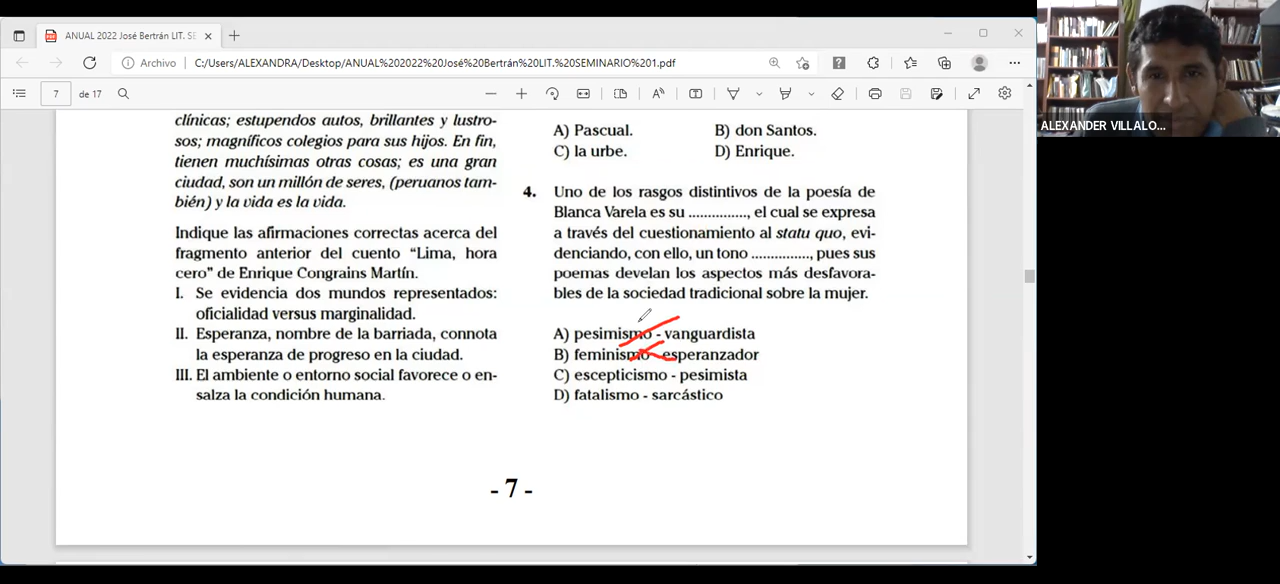 ANUAL 2022 José Bertrán LIT. SE
Archivo
C:/Users/ALEXANDRA/Desktop/ANUAL%202022%20José%20Bertrán%20LIT.%20SEMINARIO%201.pdf
7 de 17
ALEXANDER VILLALO...
clínicas; estupendos autos, brillantes y lustro-
sos; magníficos colegios para sus hijos. En fin,
tienen muchísimas otras cosas; es una gran
ciudad, son un millón de seres, (peruanos tam-
bién) y la vida es la vida.
Indique las afirmaciones correctas acerca del
fragmento anterior del cuento “Lima, hora
cero” de Enrique Congrains Martín.
I. Se evidencia dos mundos representados:
oficialidad versus marginalidad.
II. Esperanza, nombre de la barriada, connota
la esperanza de progreso en la ciudad.
III. El ambiente o entorno social favorece o en-
salza la condición humana.
A) Pascual. B) don Santos.
C) la urbe. D) Enrique.
4. Uno de los rasgos distintivos de la poesía de
Blanca Varela es su ..............., el cual se expresa
a través del cuestionamiento al statu quo, evi-
denciando, con ello, un tono ..............., pues sus
poemas develan los aspectos más desfavora-
bles de la sociedad tradicional sobre la mujer.
A) pesimismo - vanguardista
B) feminismo - esperanzador
C) escepticismo - pesimista
D) fatalismo - sarcástico
- 7 -